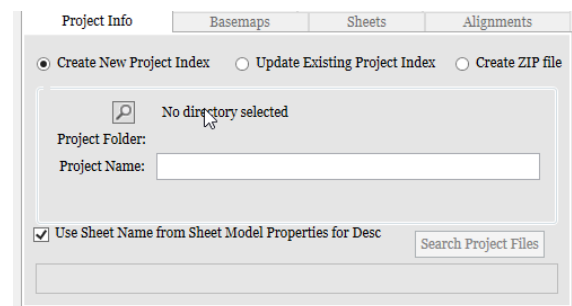 Project Info Basemaps Sheets Alignments
Create New Project Index Update Existing Project Index Create ZIP file
No directory selected
Project Folder:
Project Name:
Use Sheet Name from Sheet Model Properties for Desc
Search Project Files